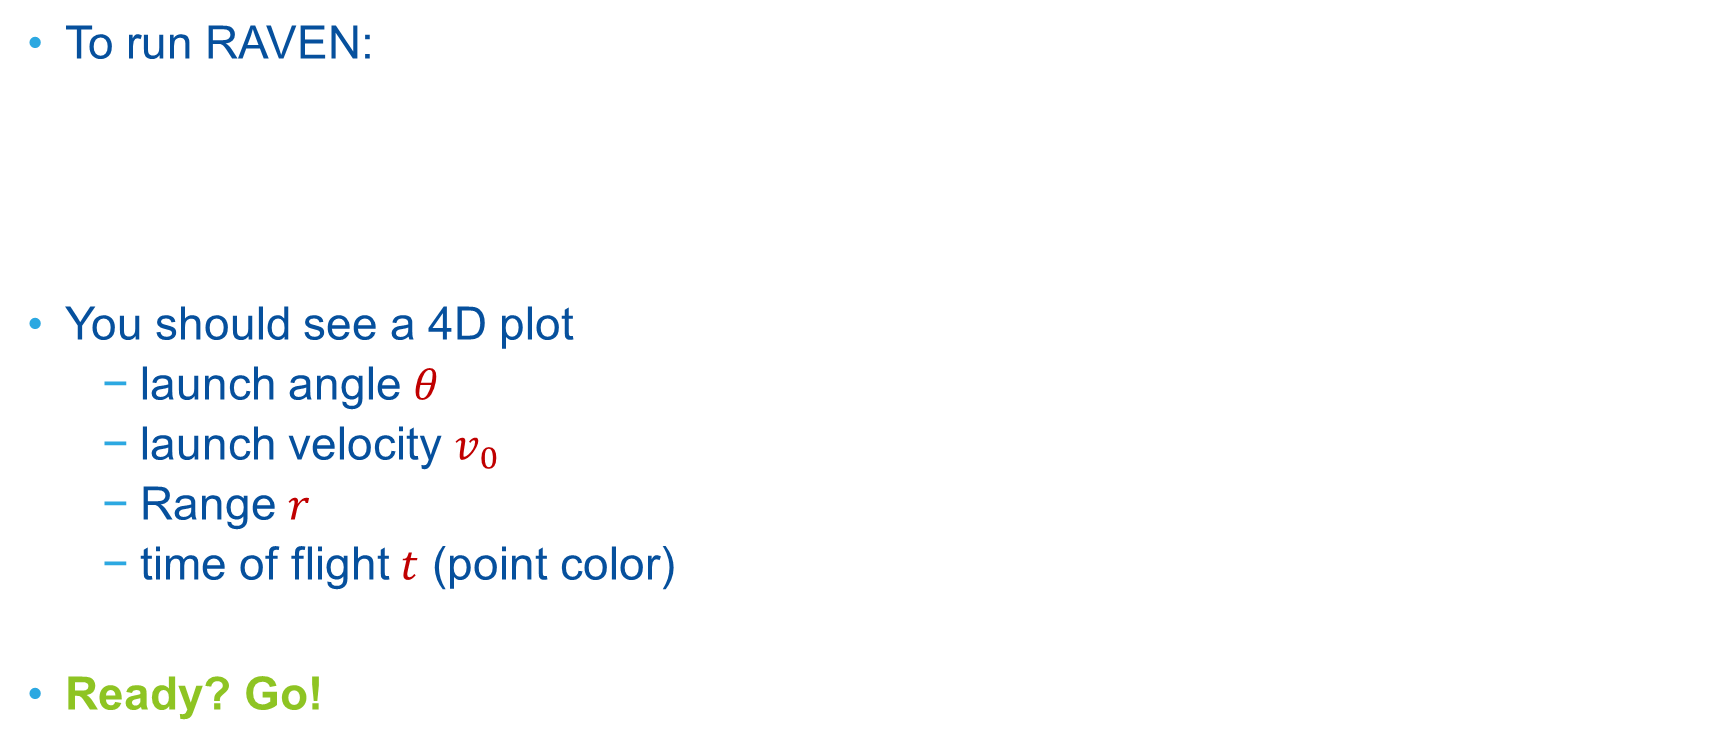 • To run RAVEN:
• You should see a 4D plot
− launch angle θ
− launch velocity v₀
− Range r
− time of flight t (point color)
• Ready? Go!